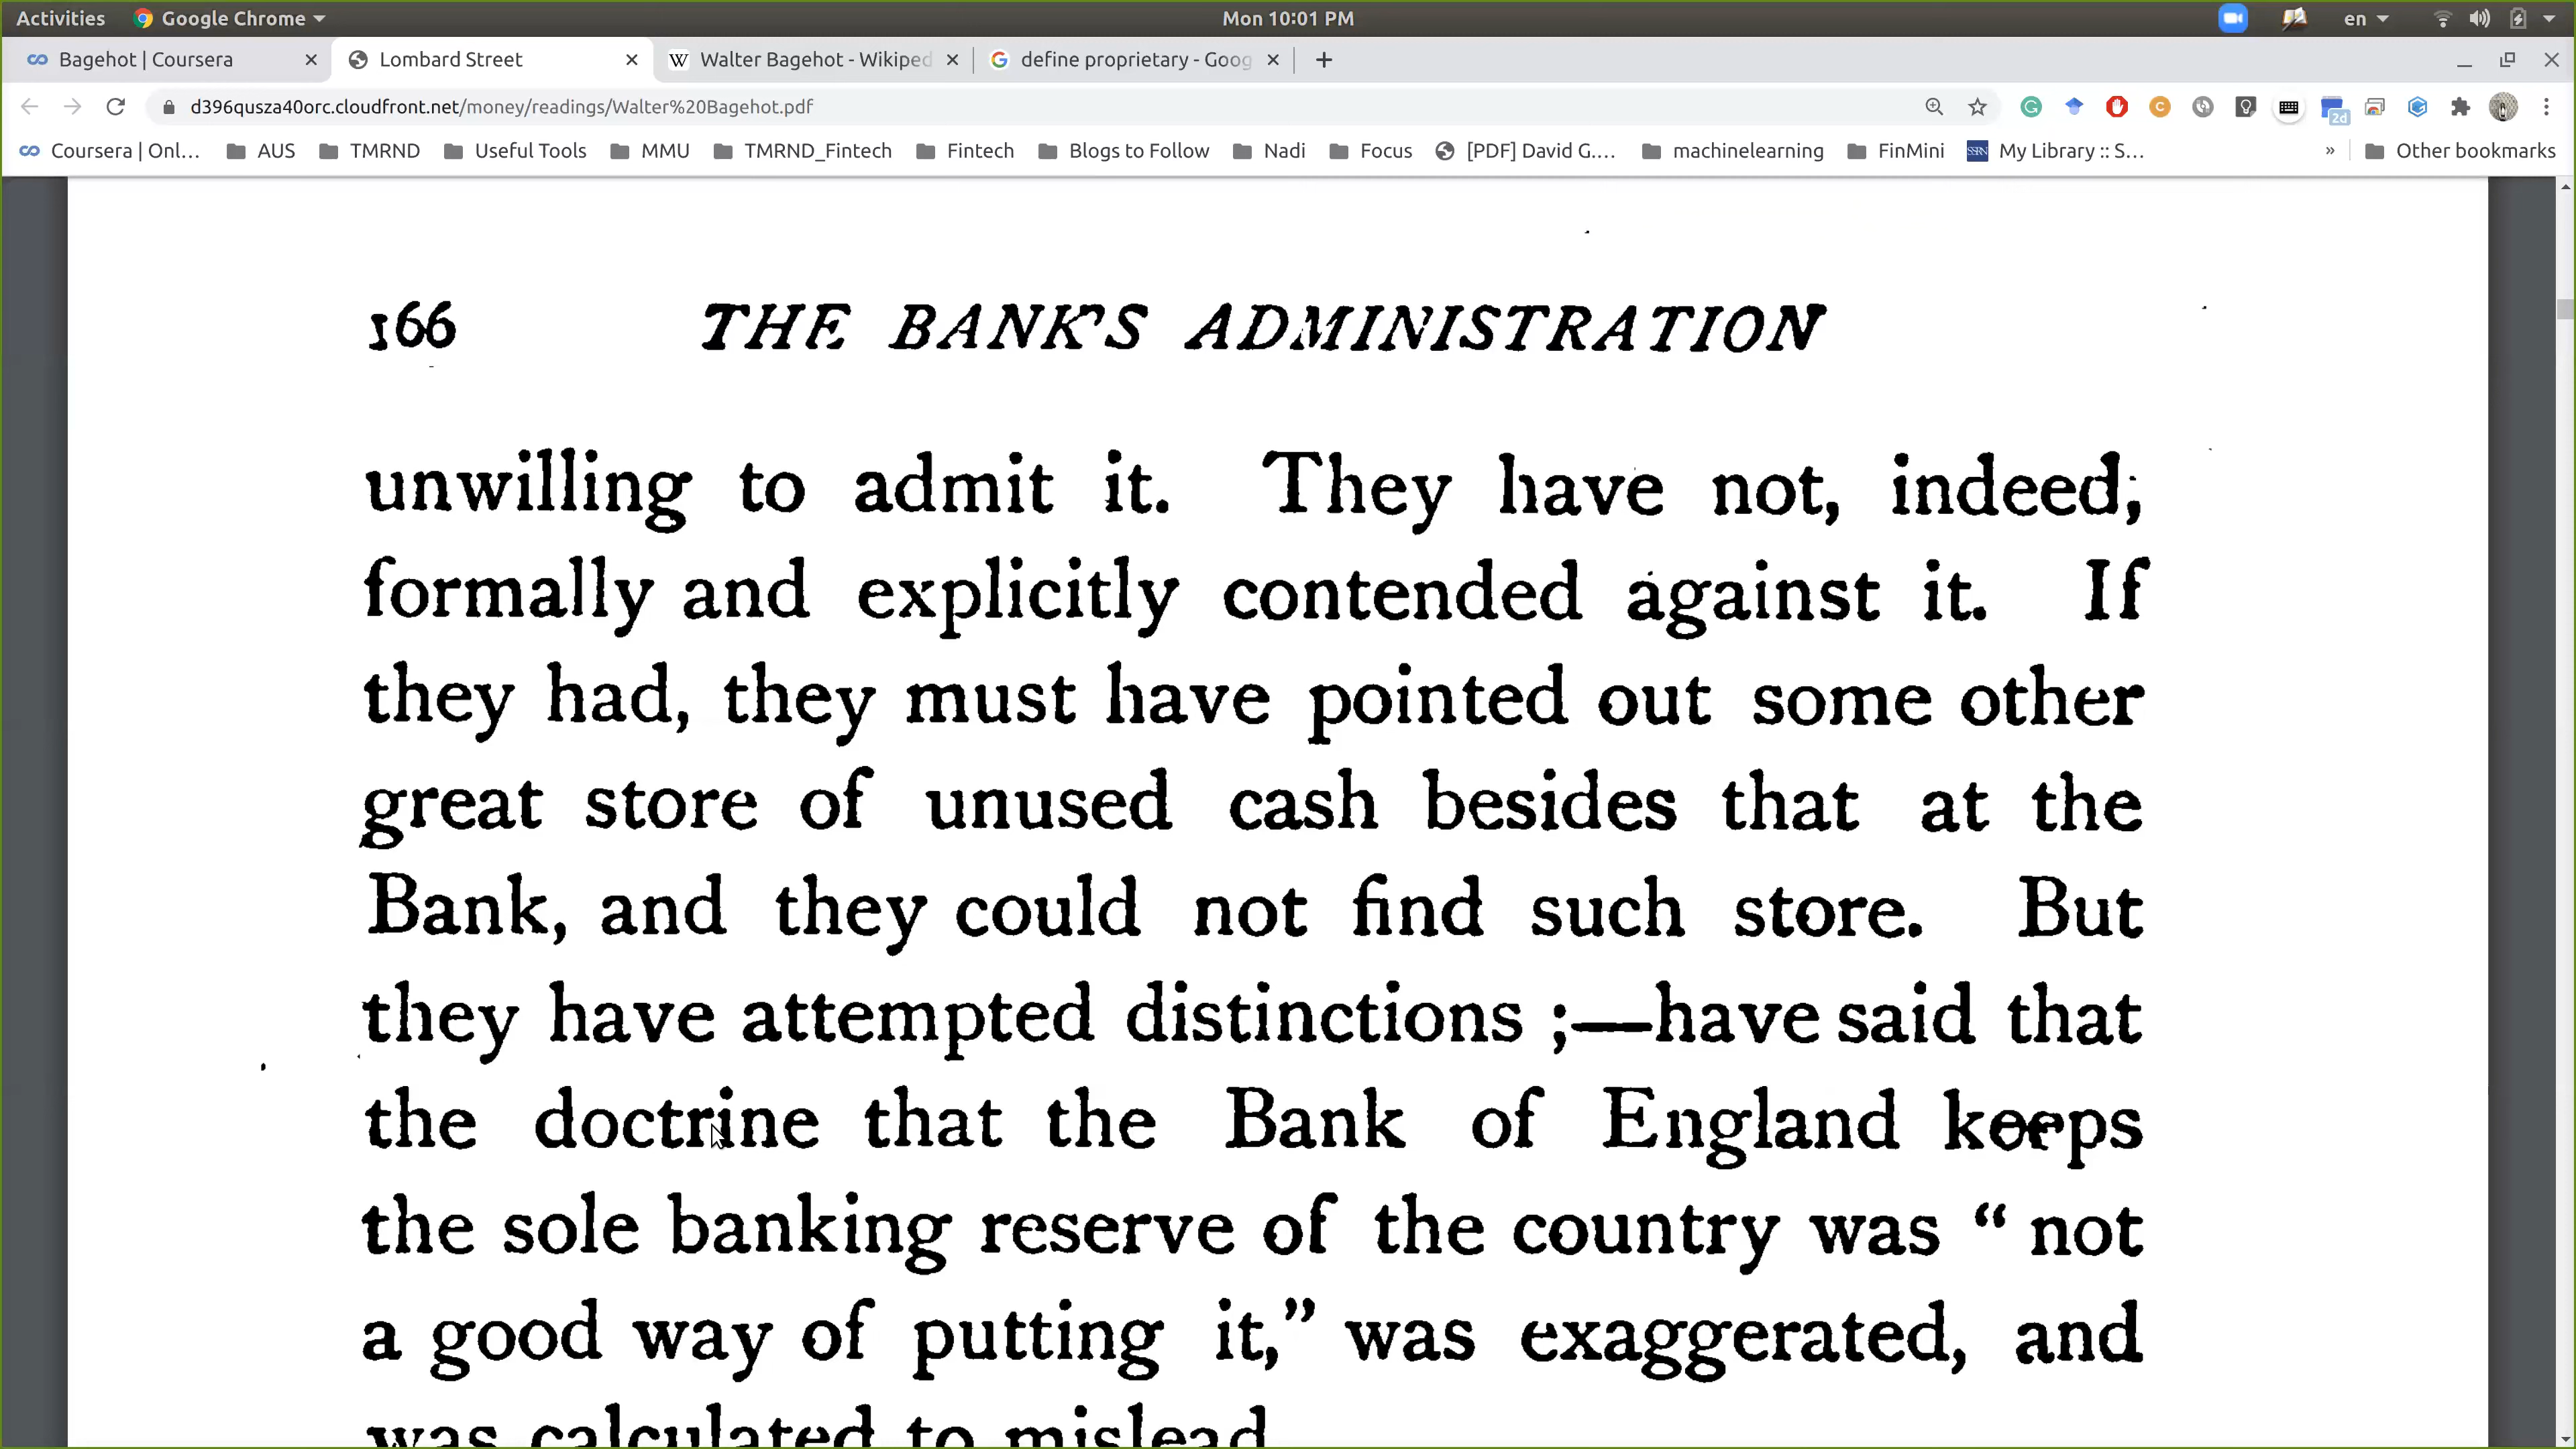 Activities Google Chrome Mon 10:01 PM en
Bagehot | Coursera Lombard Street Walter Bagehot - Wikiped define proprietary - Goog
d396qusza40orc.cloudfront.net/money/readings/Walter%20Bagehot.pdf 2d
Coursera | Onl... AUS TMRND Useful Tools MMU TMRND_Fintech Fintech Blogs to Follow Nadi Focus [PDF] David G.... machinelearning FinMini SSRN My Library :: S... » Other bookmarks
166 THE BANK'S ADMINISTRATION
unwilling to admit it. They have not, indeed,
formally and explicitly contended against it. If
they had, they must have pointed out some other
great store of unused cash besides that at the
Bank, and they could not find such store. But
they have attempted distinctions ;—have said that
the doctrine that the Bank of England keeps
the sole banking reserve of the country was “ not
a good way of putting it,” was exaggerated, and
was calculated to mislead